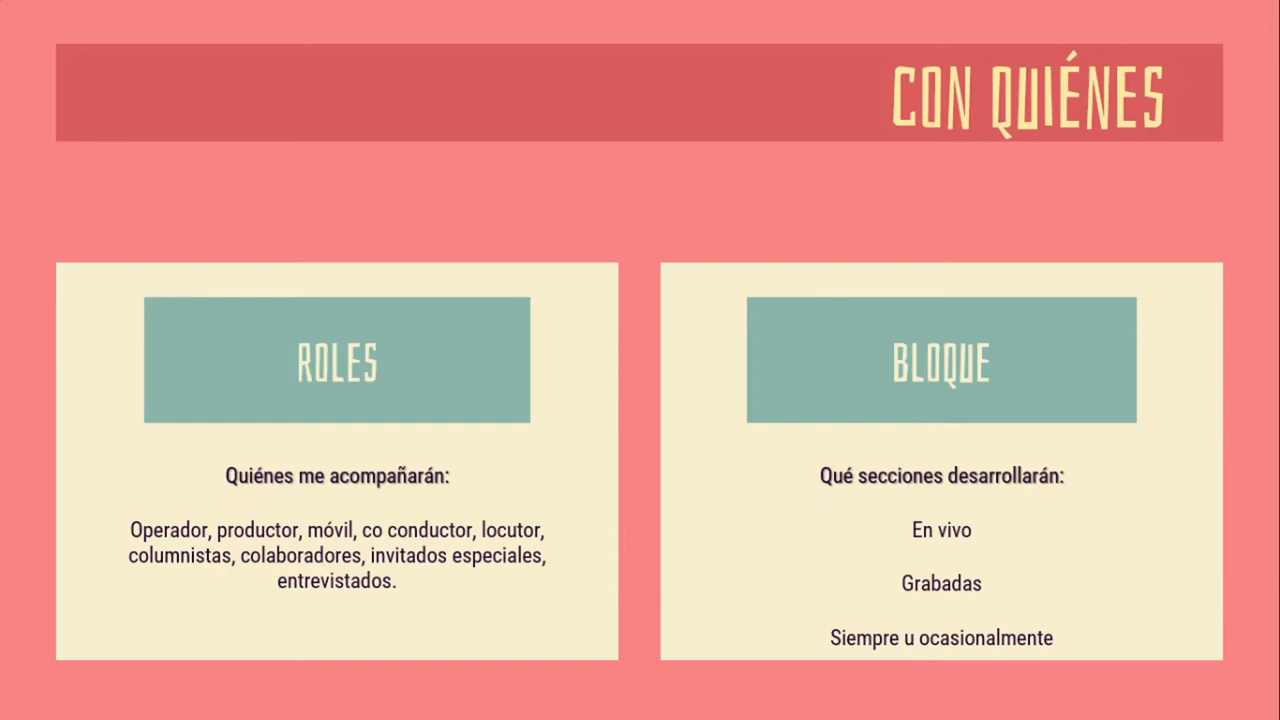 CON QUIÉNES
ROLES
Quiénes me acompañarán:
Operador, productor, móvil, co conductor, locutor,
columnistas, colaboradores, invitados especiales,
entrevistados.
BLOQUE
Qué secciones desarrollarán:
En vivo
Grabadas
Siempre u ocasionalmente